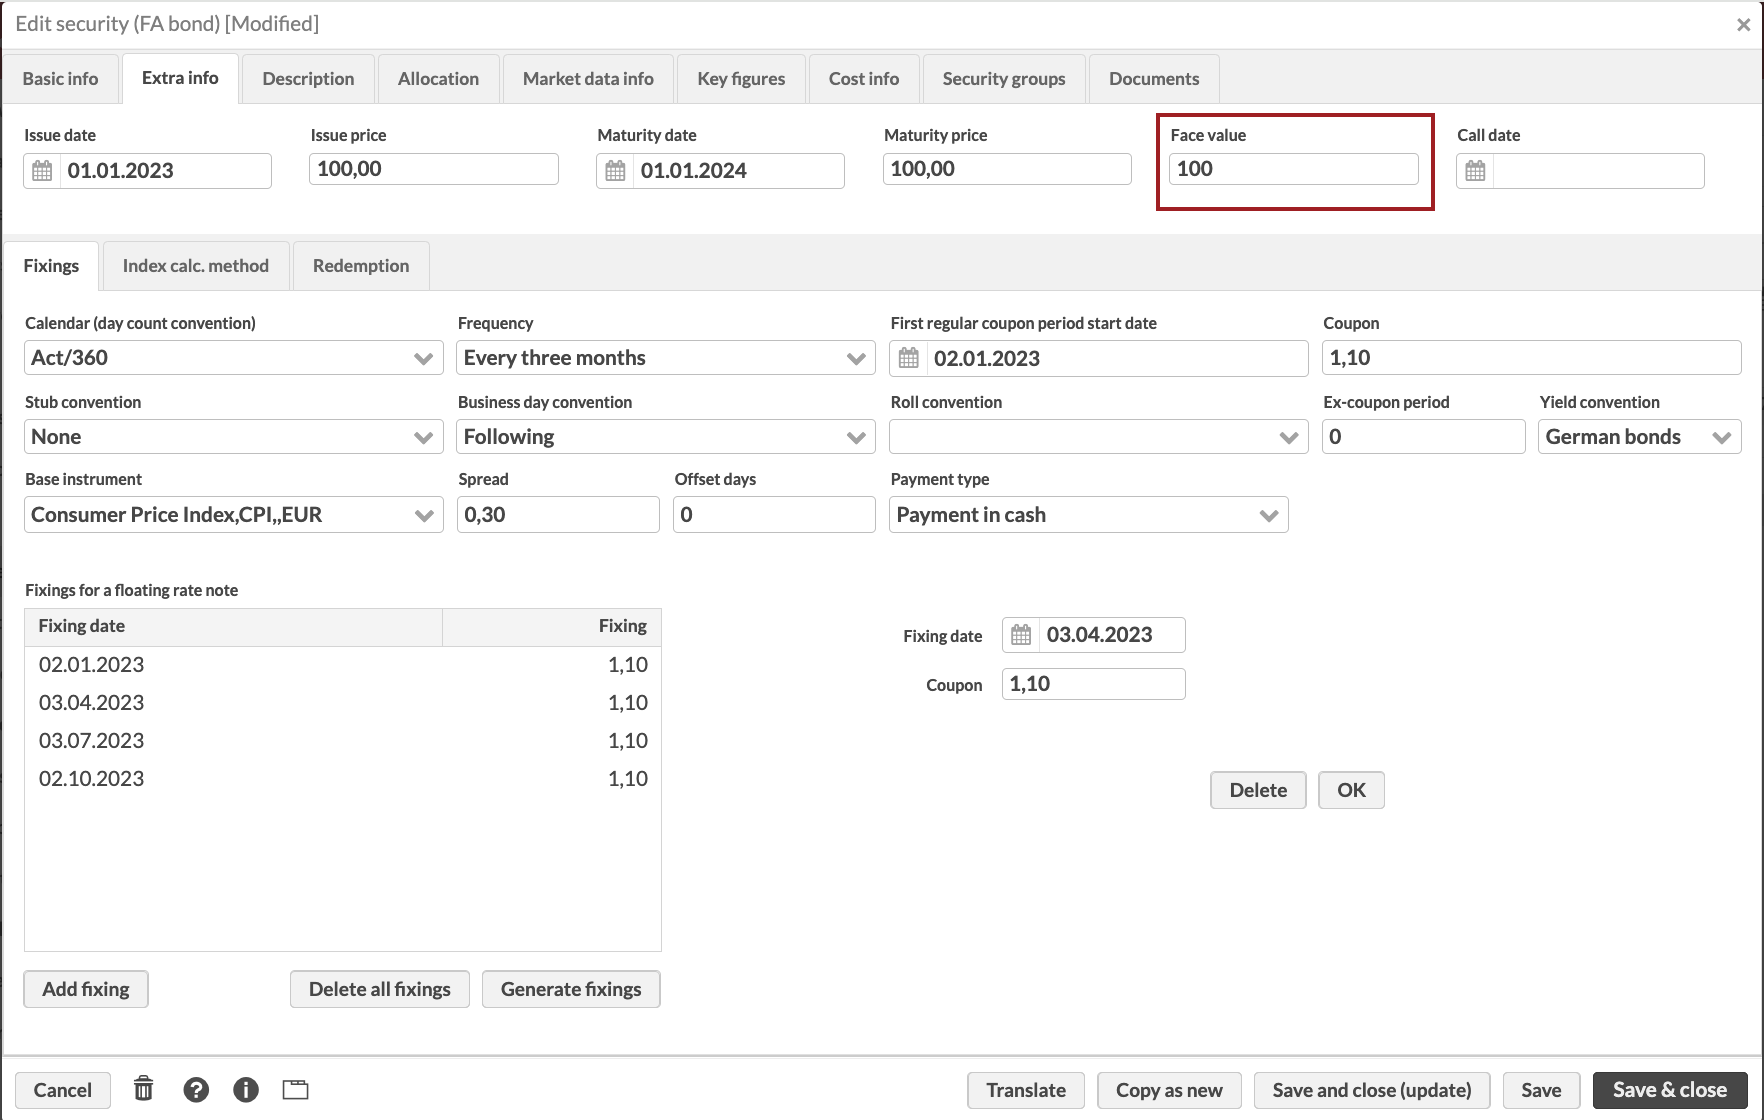 Edit security (FA bond) [Modified]
Basic info Extra info Description Allocation Market data info Key figures Cost info Security groups Documents
Issue date Issue price Maturity date Maturity price Face value Call date
01.01.2023 100,00 01.01.2024 100,00 100
Fixings Index calc. method Redemption
Calendar (day count convention) Frequency First regular coupon period start date Coupon
Act/360 Every three months 02.01.2023 1,10
Stub convention Business day convention Roll convention Ex-coupon period Yield convention
None Following 0 German bonds
Base instrument Spread Offset days Payment type
Consumer Price Index,CPI,,EUR 0,30 0 Payment in cash
Fixings for a floating rate note
Fixing date Fixing
02.01.2023 1,10
03.04.2023 1,10
03.07.2023 1,10
02.10.2023 1,10
Fixing date 03.04.2023
Coupon 1,10
Delete OK
Add fixing Delete all fixings Generate fixings
Cancel Translate Copy as new Save and close (update) Save Save & close